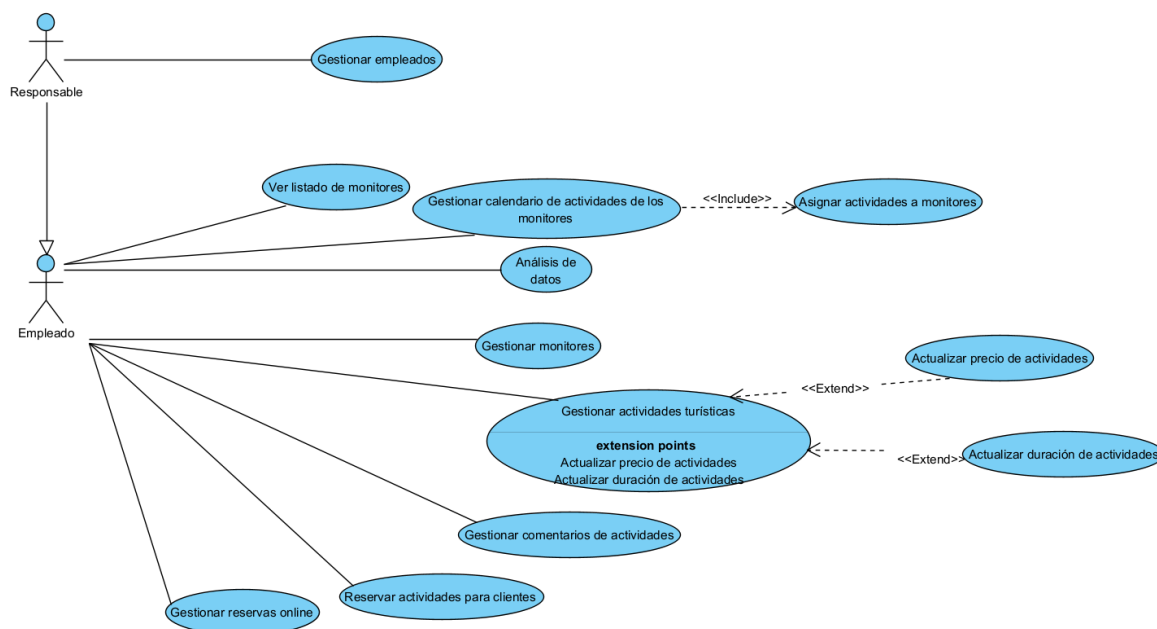 Gestionar empleados
Responsable
Ver listado de monitores
Gestionar calendario de actividades de los
monitores
<<Include>>
Asignar actividades a monitores
Análisis de
datos
Empleado
Gestionar monitores
Actualizar precio de actividades
<<Extend>>
Gestionar actividades turísticas
extension points
Actualizar precio de actividades
Actualizar duración de actividades
<<Extend>>
Actualizar duración de actividades
Gestionar comentarios de actividades
Reservar actividades para clientes
Gestionar reservas online